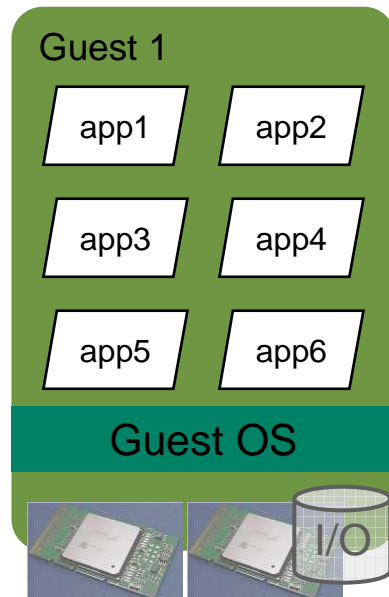 Guest 1
app1 app2
app3 app4
app5 app6
Guest OS
I/O